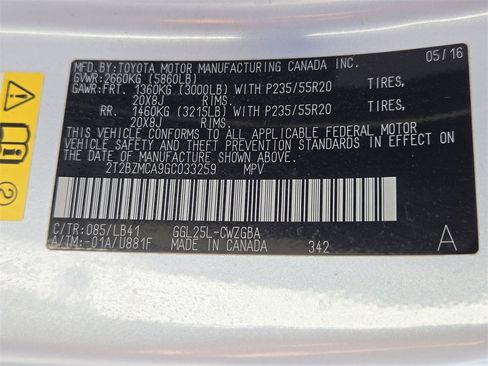 MFD.BY:TOYOTA MOTOR MANUFACTURING CANADA INC. 05/16
GVWR:2660KG (5860LB)
GAWR:FRT. 1360KG (3000LB) WITH P235/55R20 TIRES,
20X8J RIMS.
RR. 1460KG (3215LB) WITH P235/55R20 TIRES,
20X8J RIMS.
THIS VEHICLE CONFORMS TO ALL APPLICABLE FEDERAL MOTOR
VEHICLE SAFETY AND THEFT PREVENTION STANDARDS IN EFFECT
ON THE DATE OF MANUFACTURE SHOWN ABOVE.
2T2BZMCA9GC033259 MPV
C/TR:085/LB41 GGL25L-CWZGBA
A/TM:-01A/U881F MADE IN CANADA 342 A
2